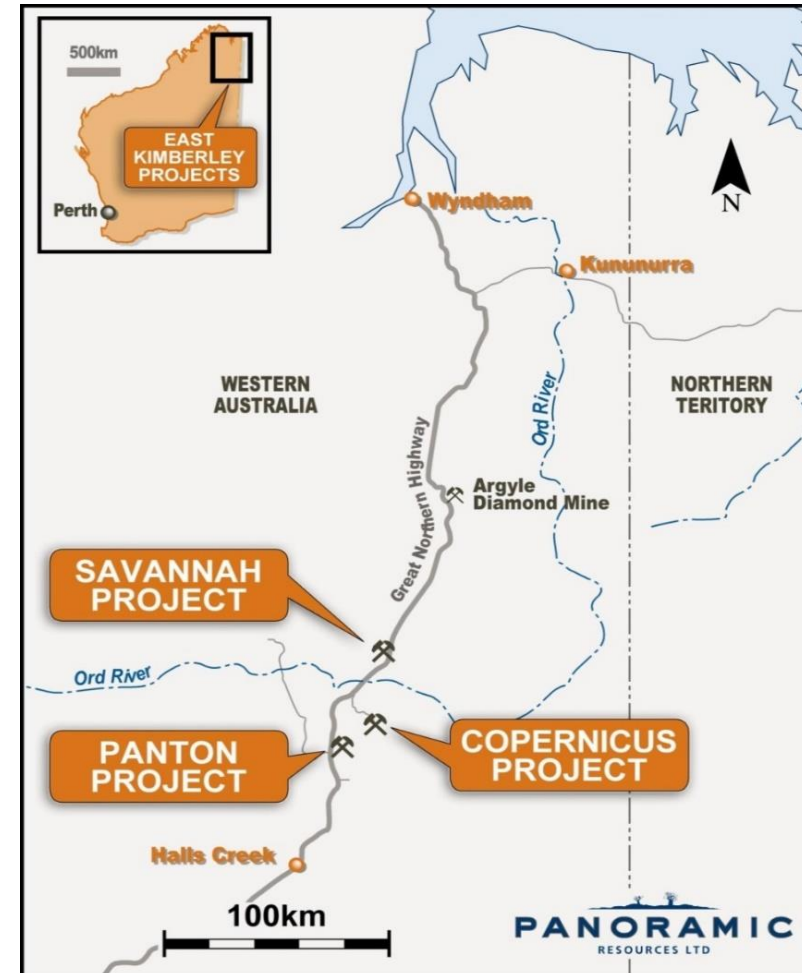 500km
EAST
KIMBERLEY
PROJECTS
Perth
N
Wyndham
Kununurra
WESTERN
AUSTRALIA
NORTHERN
TERITORY
Ord River
Great Northern Highway
Argyle
Diamond Mine
SAVANNAH
PROJECT
Ord River
PANTON
PROJECT
COPERNICUS
PROJECT
Halls Creek
100km
PANORAMIC
RESOURCES LTD